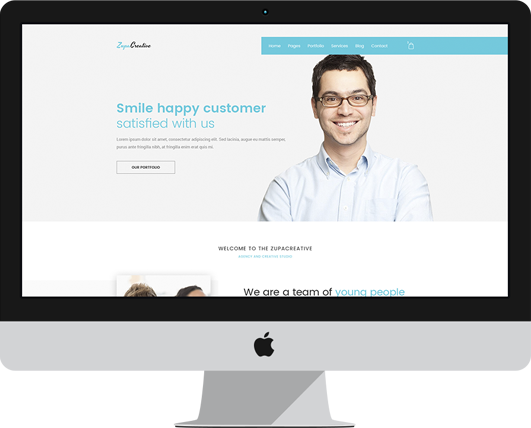 ZupaCreative
Home Pages Portfolio Services Blog Contact
Smile happy customer
satisfied with us
Lorem ipsum dolor sit amet, consectetur adipiscing elit. Sed lacinia, augue eu mattis semper,
purus ante fringilla nibh, at fringilla enim erat quis mi.
OUR PORTFOLIO
WELCOME TO THE ZUPACREATIVE
AGENCY AND CREATIVE STUDIO
We are a team of young people